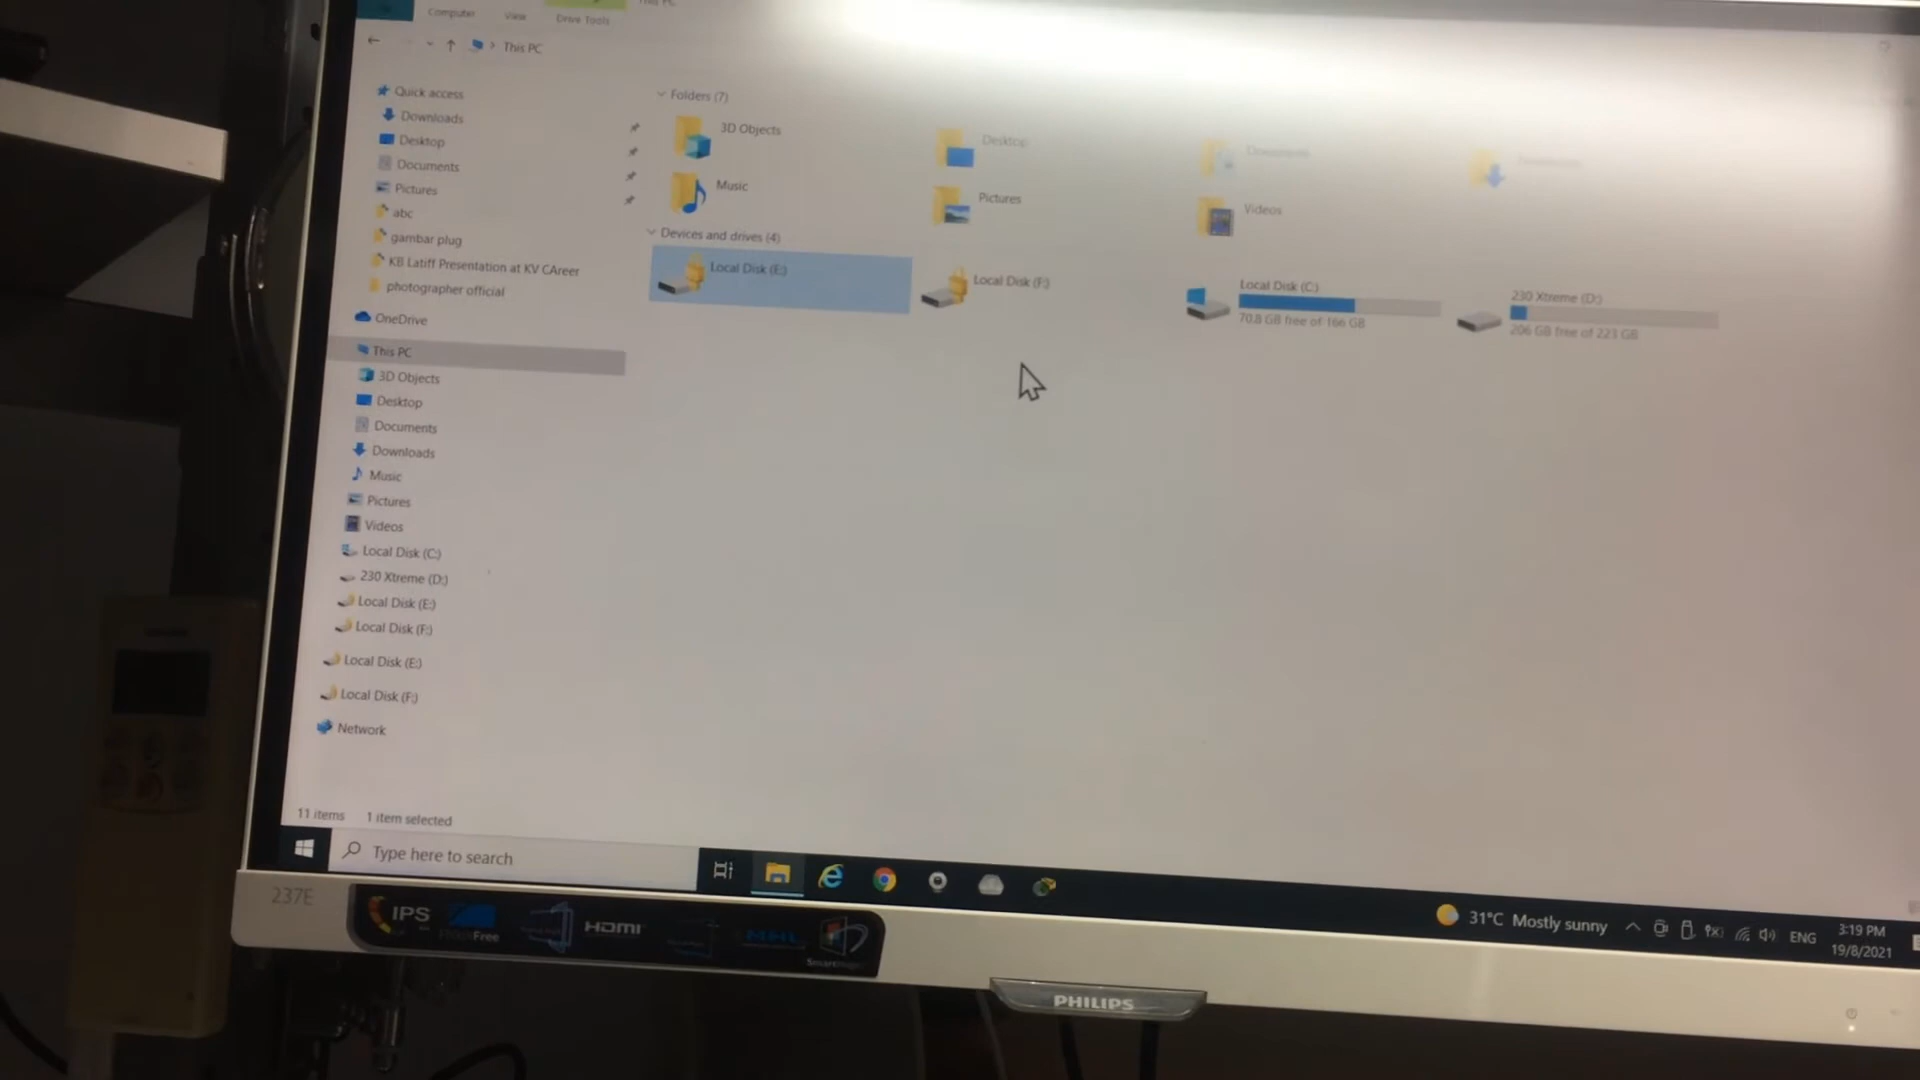 Computer View Drive Tools
This PC
Quick access
Downloads
Desktop
Documents
Pictures
abc
gambar plug
KB Latiff Presentation at KV CAreer
photographer official
OneDrive
This PC
3D Objects
Desktop
Documents
Downloads
Music
Pictures
Videos
Local Disk (C:)
230 Xtreme (D:)
Local Disk (E:)
Local Disk (F:)
Local Disk (E:)
Local Disk (F:)
Network
Folders (7)
3D Objects
Desktop
Music
Pictures
Videos
Devices and drives (4)
Local Disk (E:)
Local Disk (F:)
Local Disk (C:)
70.8 GB free of 166 GB
230 Xtreme (D:)
206 GB free of 223 GB
11 items 1 item selected
Type here to search
31°C Mostly sunny
ENG
3:19 PM
19/8/2021
237E
IPS
HDMI
MHL
PHILIPS